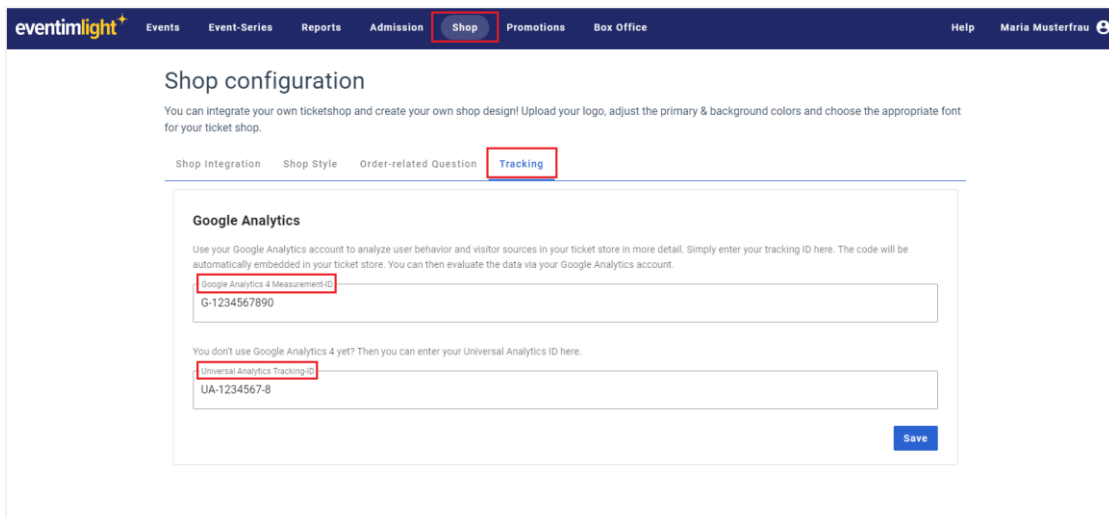 eventimlight+ Events Event-Series Reports Admission Shop Promotions Box Office Help Maria Musterfrau
Shop configuration
You can integrate your own ticketshop and create your own shop design! Upload your logo, adjust the primary & background colors and choose the appropriate font
for your ticket shop.
Shop Integration Shop Style Order-related Question Tracking
Google Analytics
Use your Google Analytics account to analyze user behavior and visitor sources in your ticket store in more detail. Simply enter your tracking ID here. The code will be
automatically embedded in your ticket store. You can then evaluate the data via your Google Analytics account.
Google Analytics 4 Measurement-ID
G-1234567890
You don't use Google Analytics 4 yet? Then you can enter your Universal Analytics ID here.
Universal Analytics Tracking-ID
UA-1234567-8
Save